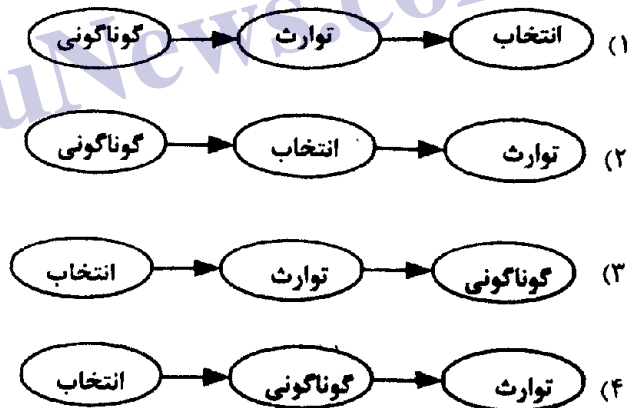 ۱) انتخاب توارث گوناگونی
۲) توارث انتخاب گوناگونی
۳) گوناگونی توارث انتخاب
۴) توارث گوناگونی انتخاب